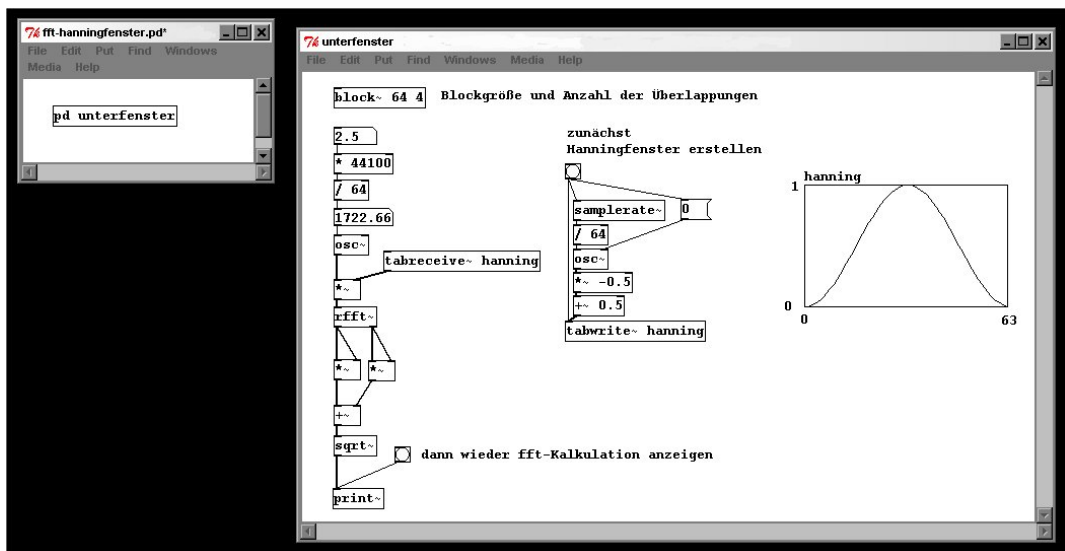 fft-hanningfenster.pd*
File Edit Put Find Windows
Media Help
pd unterfenster
unterfenster
File Edit Put Find Windows Media Help
block~ 64 4 Blockgröße und Anzahl der Überlappungen
2.5
* 44100
/ 64
1722.66
osc~
tabreceive~ hanning
*~
rfft~
*~ *~
+~
sqrt~
dann wieder fft-Kalkulation anzeigen
print~
zunächst
Hanningfenster erstellen
samplerate~ 0
/ 64
osc~
*~ -0.5
+~ 0.5
tabwrite~ hanning
hanning
1
0
0 63